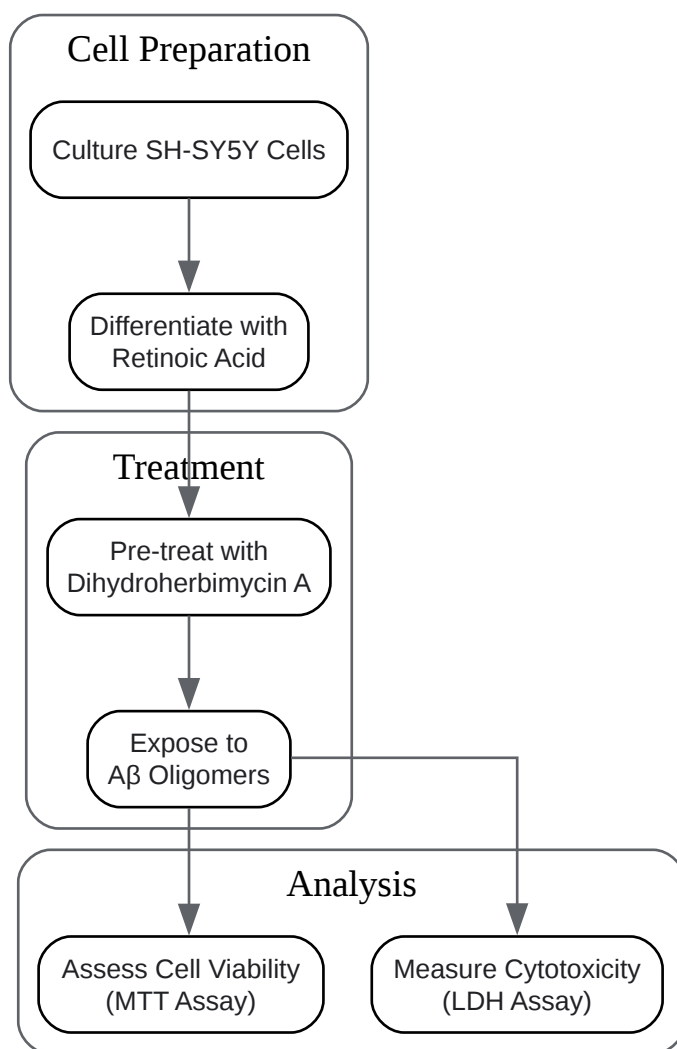 Cell Preparation
Culture SH-SY5Y Cells
Differentiate with
Retinoic Acid
Treatment
Pre-treat with
Dihydroherbimycin A
Expose to
Aβ Oligomers
Analysis
Assess Cell Viability
(MTT Assay)
Measure Cytotoxicity
(LDH Assay)